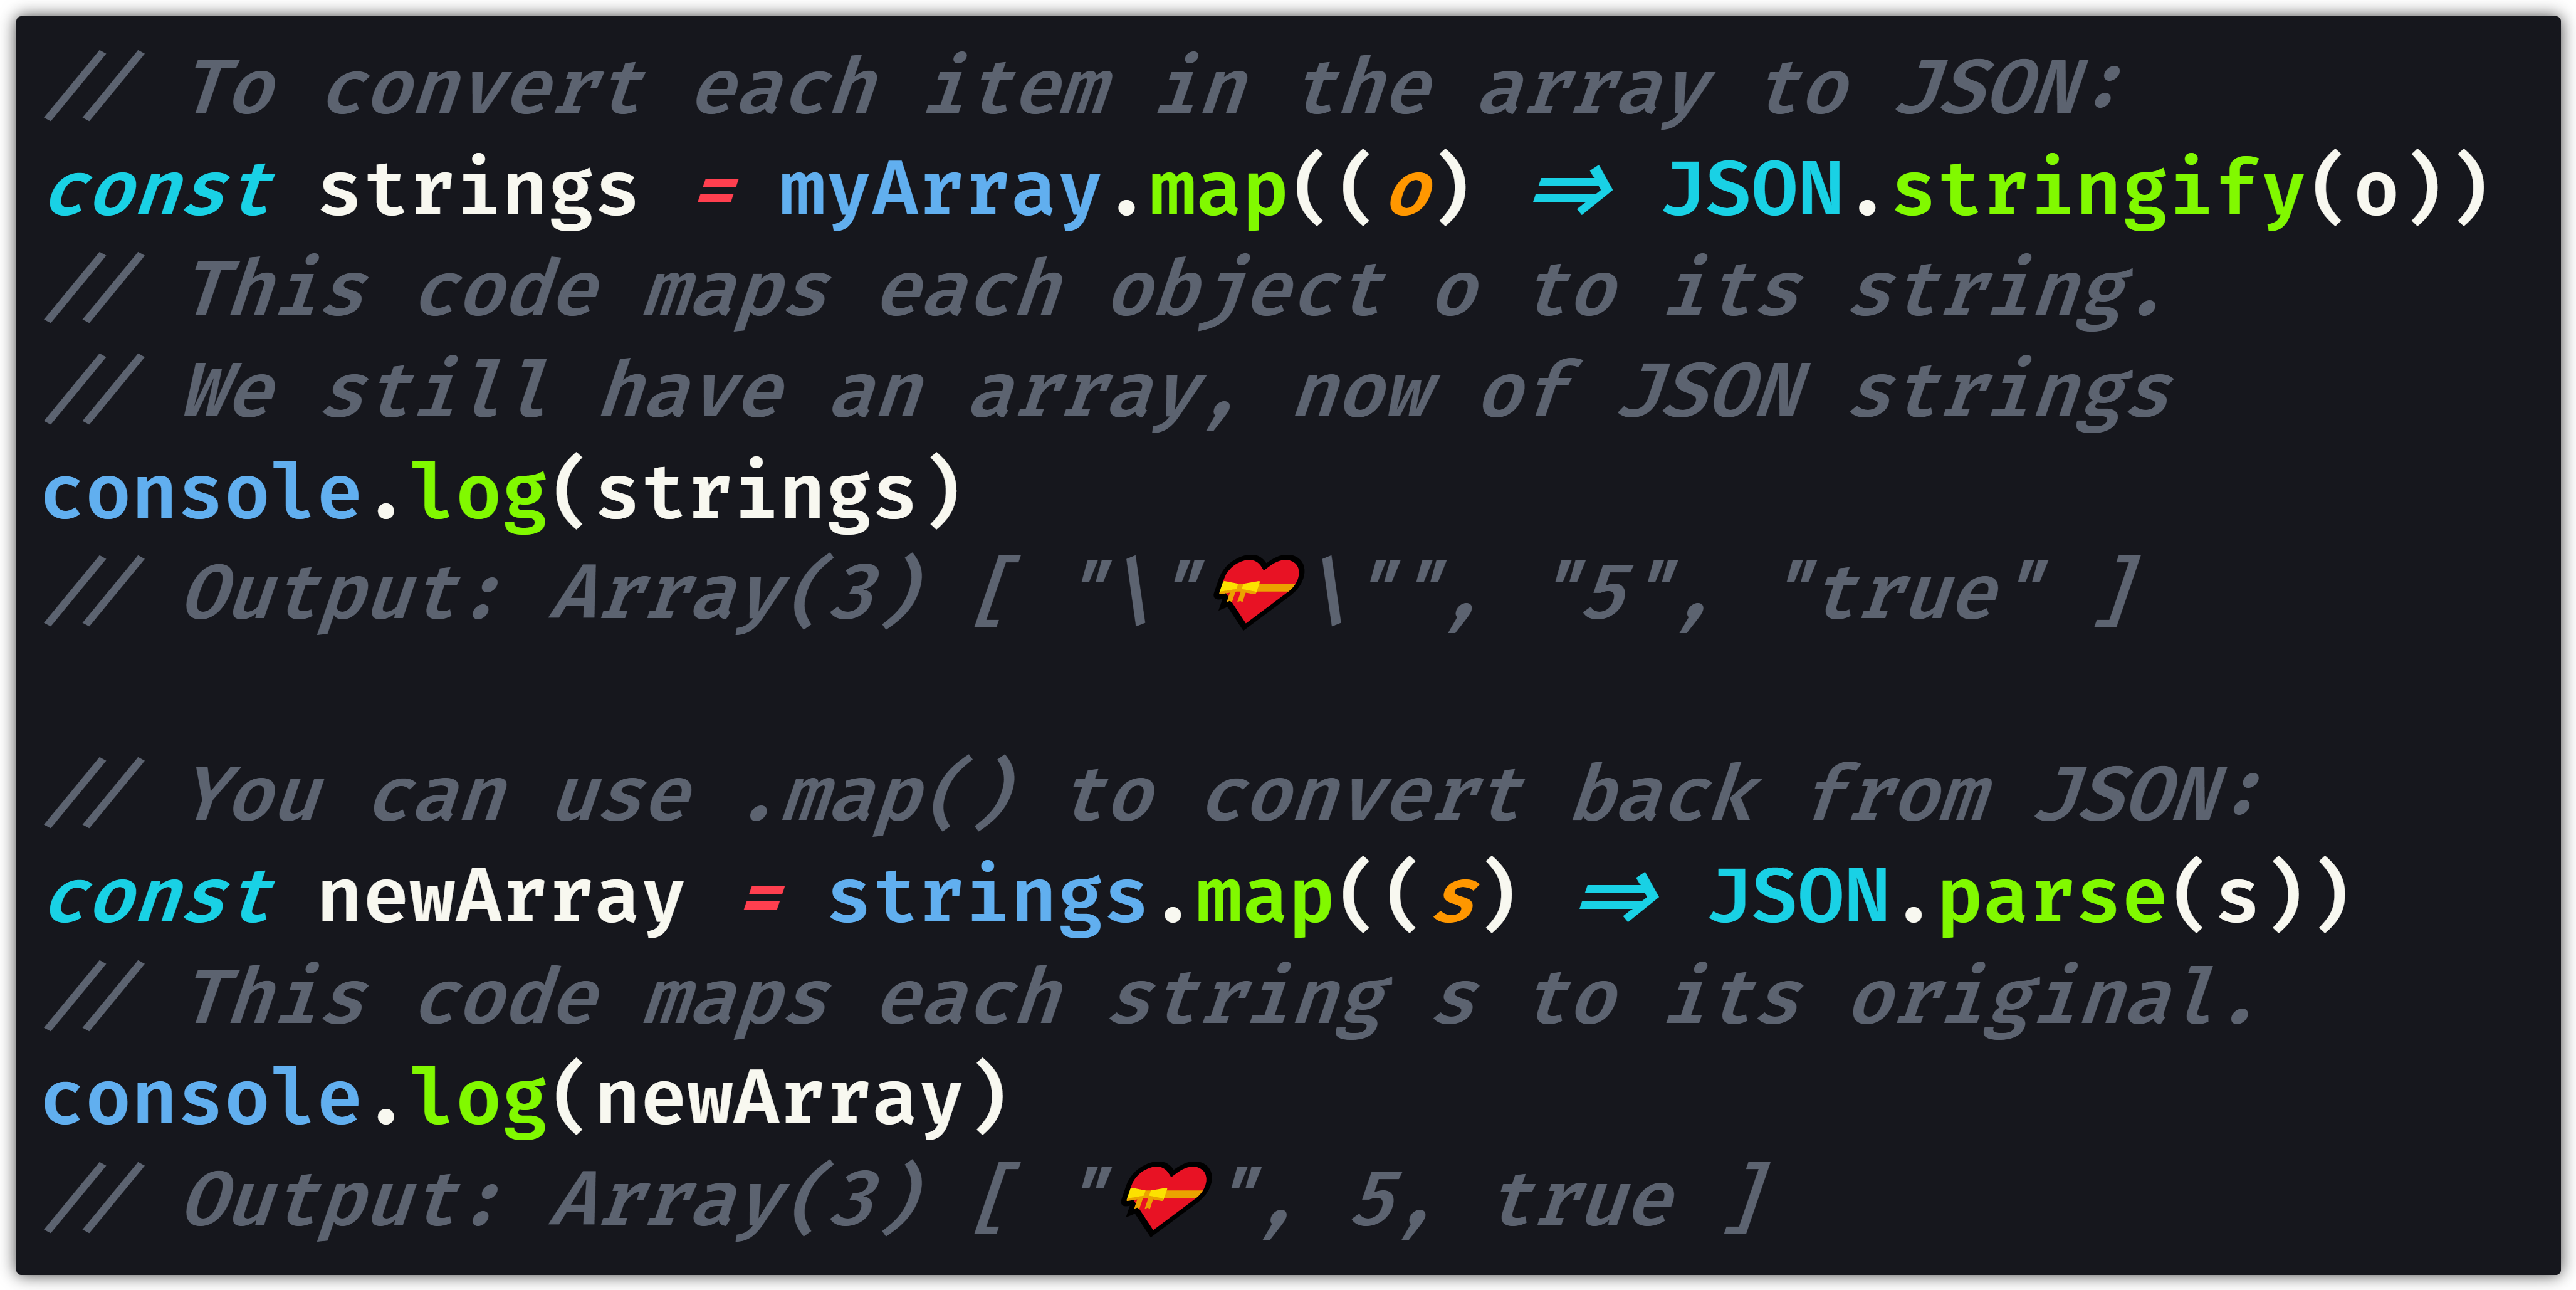 // To convert each item in the array to JSON:
const strings = myArray.map((o) => JSON.stringify(o))
// This code maps each object o to its string.
// We still have an array, now of JSON strings
console.log(strings)
// Output: Array(3) [ "\"💝\"", "5", "true" ]
// You can use .map() to convert back from JSON:
const newArray = strings.map((s) => JSON.parse(s))
// This code maps each string s to its original.
console.log(newArray)
// Output: Array(3) [ "💝", 5, true ]